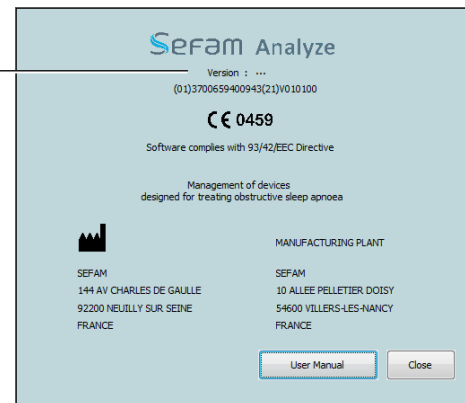 SEFAM Analyze
Version : ...
(01)3700659400943(21)V010100
CE 0459
Software complies with 93/42/EEC Directive
Management of devices
designed for treating obstructive sleep apnoea
MANUFACTURING PLANT
SEFAM
144 AV CHARLES DE GAULLE
92200 NEUILLY SUR SEINE
FRANCE
SEFAM
10 ALLEE PELLETIER DOISY
54600 VILLERS-LES-NANCY
FRANCE
User Manual
Close